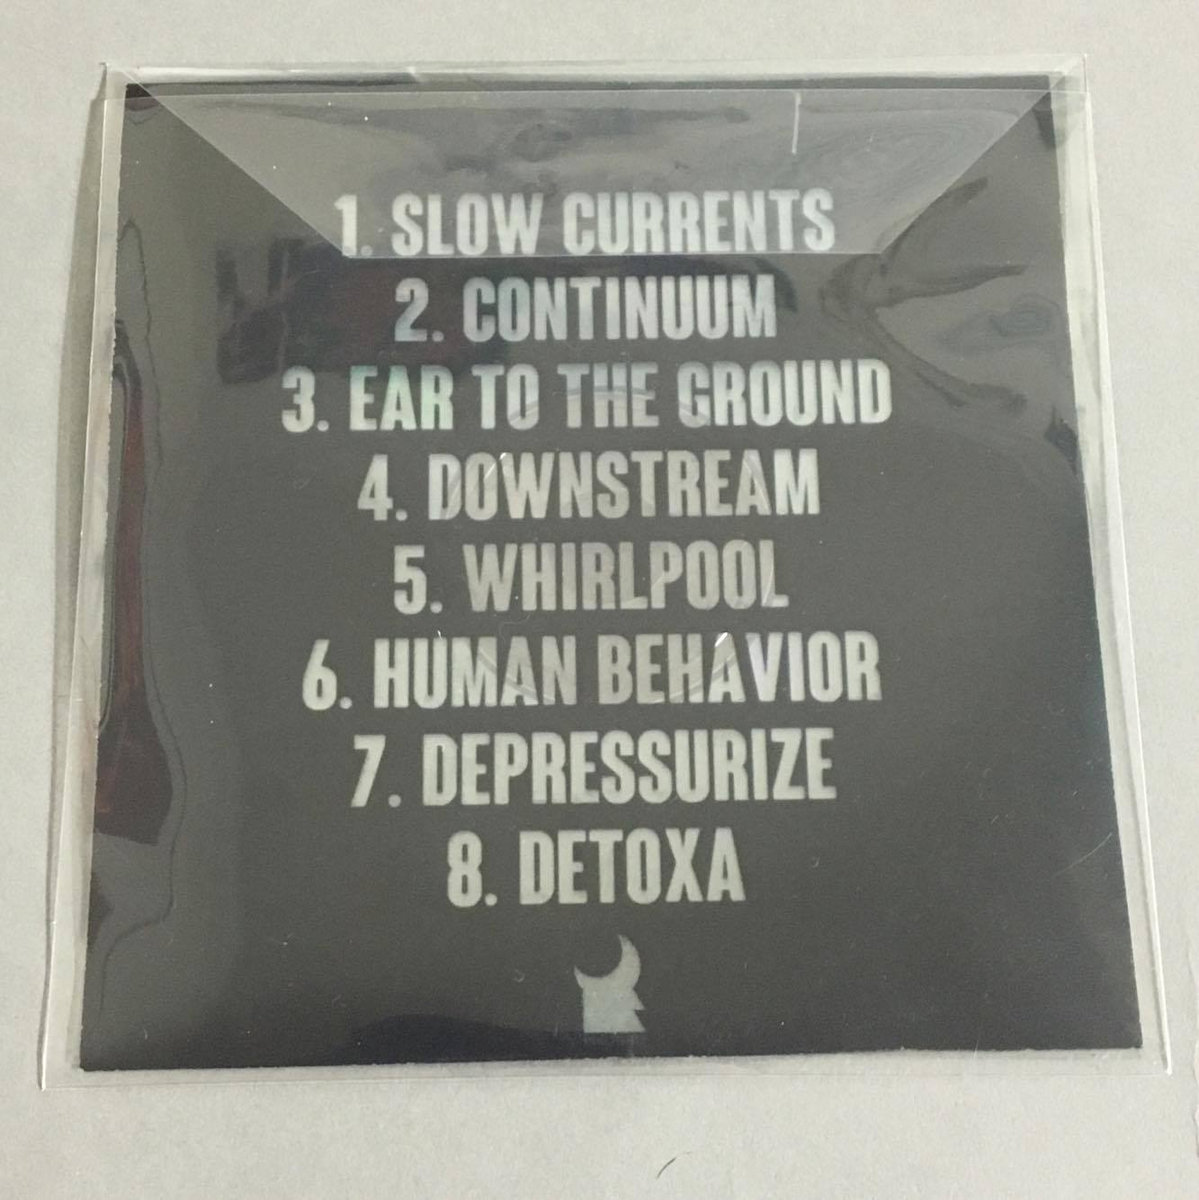 1. SLOW CURRENTS
2. CONTINUUM
3. EAR TO THE GROUND
4. DOWNSTREAM
5. WHIRLPOOL
6. HUMAN BEHAVIOR
7. DEPRESSURIZE
8. DETOXA